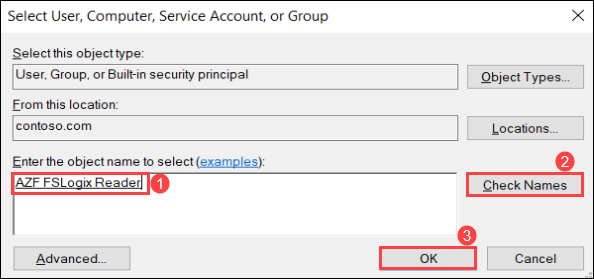 Select User, Computer, Service Account, or Group
Select this object type:
User, Group, or Built-in security principal
Object Types...
From this location:
contoso.com
Locations...
Enter the object name to select (examples):
2
AZF FSLogix Reader
1
Check Names
3
Advanced...
OK
Cancel